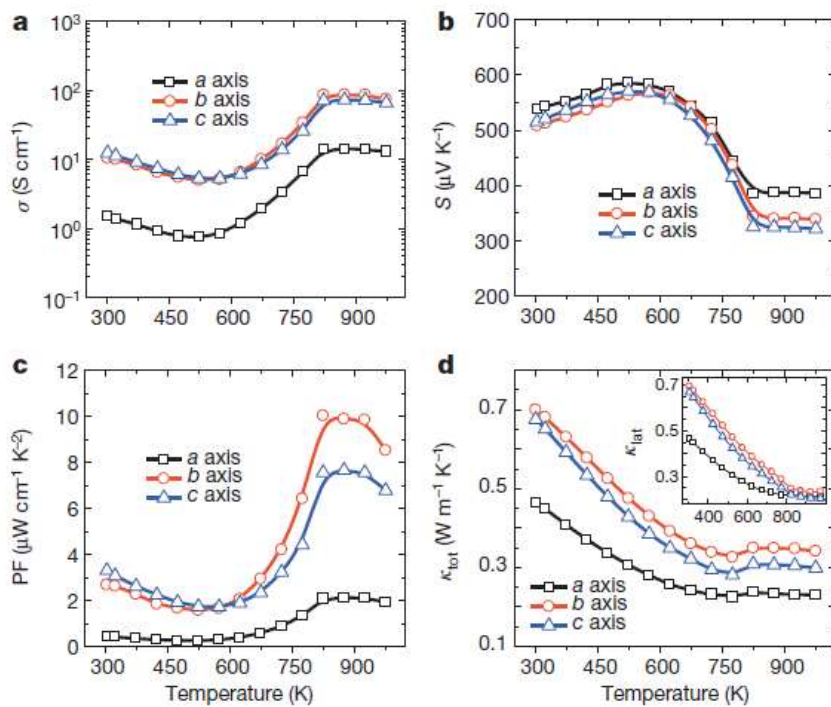 a
10³
10²
10¹
10⁰
10⁻¹
σ (S cm⁻¹)
a axis
b axis
c axis
300 450 600 750 900
b
700
600
500
400
300
200
S (μV K⁻¹)
a axis
b axis
c axis
300 450 600 750 900
c
12
10
8
6
4
2
0
PF (μW cm⁻¹ K⁻²)
a axis
b axis
c axis
300 450 600 750 900
Temperature (K)
d
0.7
0.5
0.3
0.1
κtot (W m⁻¹ K⁻¹)
0.7
0.5
0.3
κlat
400 600 800
a axis
b axis
c axis
300 450 600 750 900
Temperature (K)